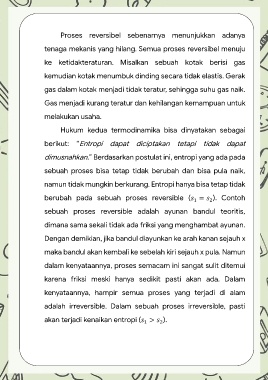 Proses reversibel sebenarnya menunjukkan adanya
tenaga mekanis yang hilang. Semua proses reversibel menuju
ke ketidakteraturan. Misalkan sebuah kotak berisi gas
kemudian kotak menumbuk dinding secara tidak elastis. Gerak
gas dalam kotak menjadi tidak teratur, sehingga suhu gas naik.
Gas menjadi kurang teratur dan kehilangan kemampuan untuk
melakukan usaha.
Hukum kedua termodinamika bisa dinyatakan sebagai
berikut: "Entropi dapat diciptakan tetapi tidak dapat
dimusnahkan." Berdasarkan postulat ini, entropi yang ada pada
sebuah proses bisa tetap tidak berubah dan bisa pula naik,
namun tidak mungkin berkurang. Entropi hanya bisa tetap tidak
berubah pada sebuah proses reversible (s₁ = s₂). Contoh
sebuah proses reversible adalah ayunan bandul teoritis,
dimana sama sekali tidak ada friksi yang menghambat ayunan.
Dengan demikian, jika bandul diayunkan ke arah kanan sejauh x
maka bandul akan kembali ke sebelah kiri sejauh x pula. Namun
dalam kenyataannya, proses semacam ini sangat sulit ditemui
karena friksi meski hanya sedikit pasti akan ada. Dalam
kenyataannya, hampir semua proses yang terjadi di alam
adalah irreversible. Dalam sebuah proses irreversible, pasti
akan terjadi kenaikan entropi (s₁ > s₂).